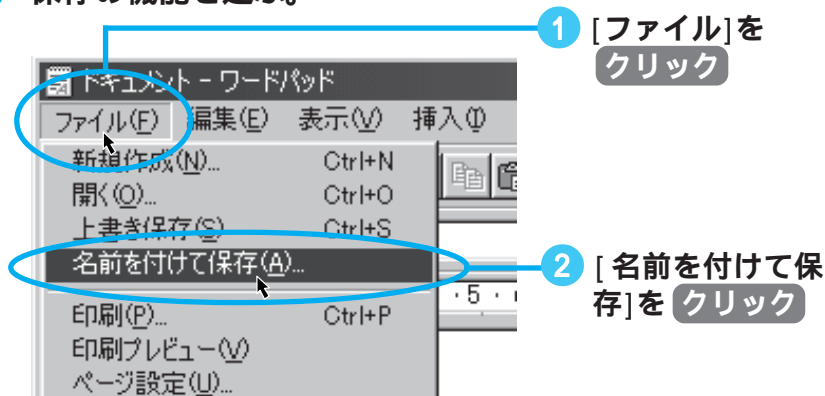 保存の機能を選ぶ。
1 [ファイル]を
クリック
ドキュメント - ワードパッド
ファイル(F) 編集(E) 表示(V) 挿入(I)
新規作成(N)... Ctrl+N
開く(O)... Ctrl+O
上書き保存(S) Ctrl+S
名前を付けて保存(A)...
2 [名前を付けて保
存]を クリック
・5・
印刷(P)... Ctrl+P
印刷プレビュー(V)
ページ設定(U)...